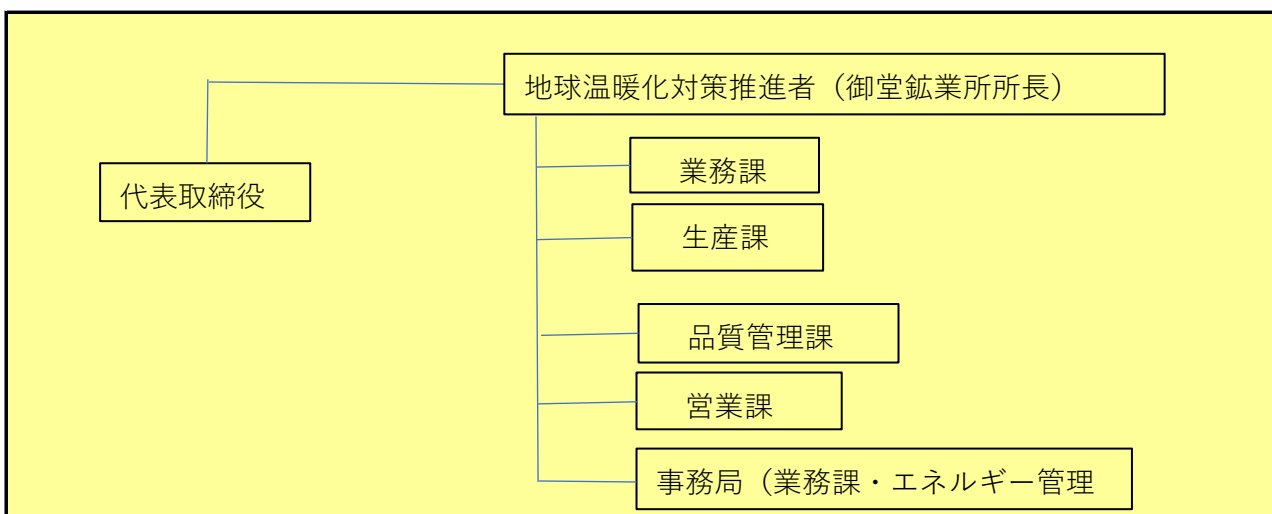 地球温暖化対策推進者（御堂鉱業所所長）
業務課
代表取締役
生産課
品質管理課
営業課
事務局（業務課・エネルギー管理